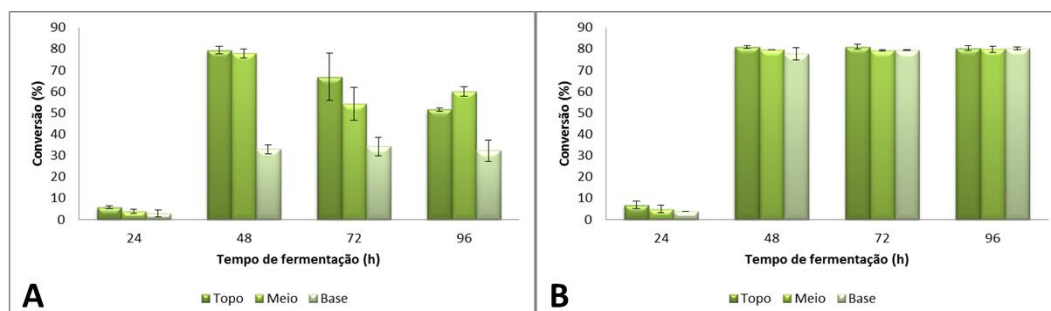 Conversão (%)
90
80
70
60
50
40
30
20
10
0
24 48 72 96
Tempo de fermentação (h)
Topo Meio Base
A
Conversão (%)
90
80
70
60
50
40
30
20
10
0
24 48 72 96
Tempo de fermentação (h)
Topo Meio Base
B